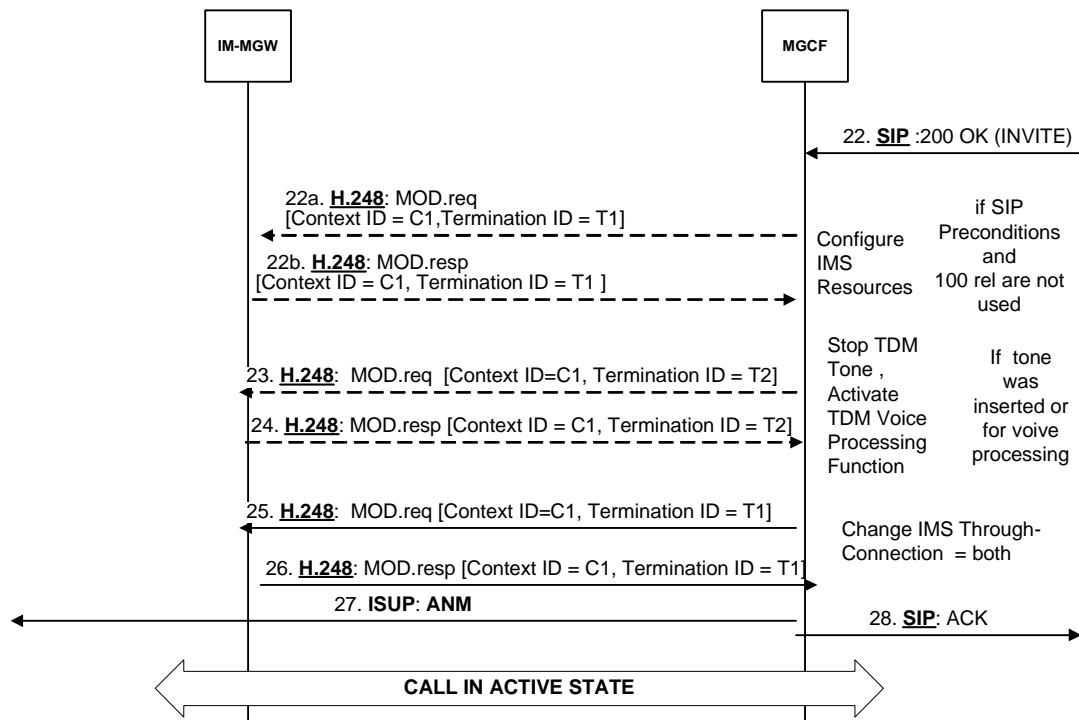 IM-MGW
MGCF
22. SIP :200 OK (INVITE)
22a. H.248: MOD.req
[Context ID = C1,Termination ID = T1]
22b. H.248: MOD.resp
[Context ID = C1, Termination ID = T1 ]
Configure
IMS
Resources
if SIP
Preconditions
and
100 rel are not
used
23. H.248:  MOD.req  [Context ID=C1, Termination ID = T2]
24. H.248: MOD.resp [Context ID = C1, Termination ID = T2]
Stop TDM
Tone ,
Activate
TDM Voice
Processing
Function
If  tone
was
inserted or
for voive
processing
25. H.248:  MOD.req [Context ID=C1, Termination ID = T1]
26. H.248: MOD.resp [Context ID = C1, Termination ID = T1]
Change IMS Through-
Connection  = both
27. ISUP: ANM
28. SIP: ACK
CALL IN ACTIVE STATE